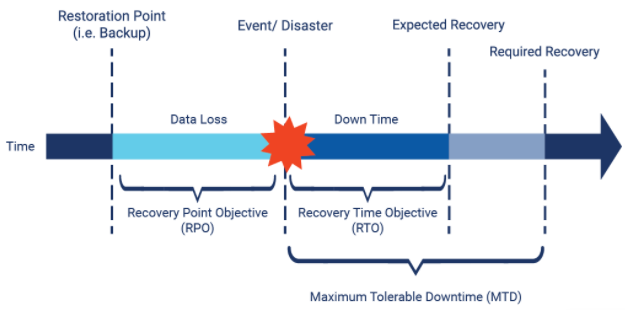 Restoration Point
(i.e. Backup)
Event/ Disaster
Expected Recovery
Required Recovery
Data Loss
Down Time
Time
Recovery Point Objective
(RPO)
Recovery Time Objective
(RTO)
Maximum Tolerable Downtime (MTD)